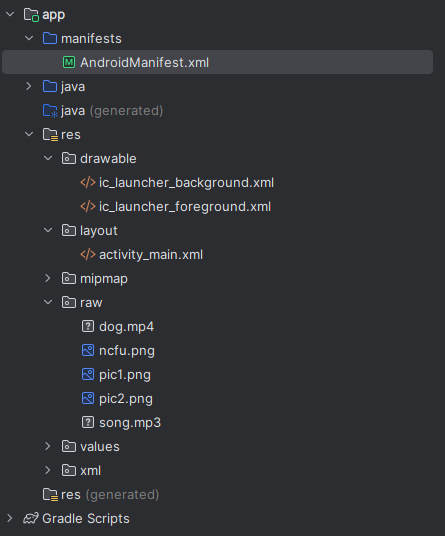 app
manifests
AndroidManifest.xml
java
java (generated)
res
drawable
ic_launcher_background.xml
ic_launcher_foreground.xml
layout
activity_main.xml
mipmap
raw
dog.mp4
ncfu.png
pic1.png
pic2.png
song.mp3
values
xml
res (generated)
Gradle Scripts